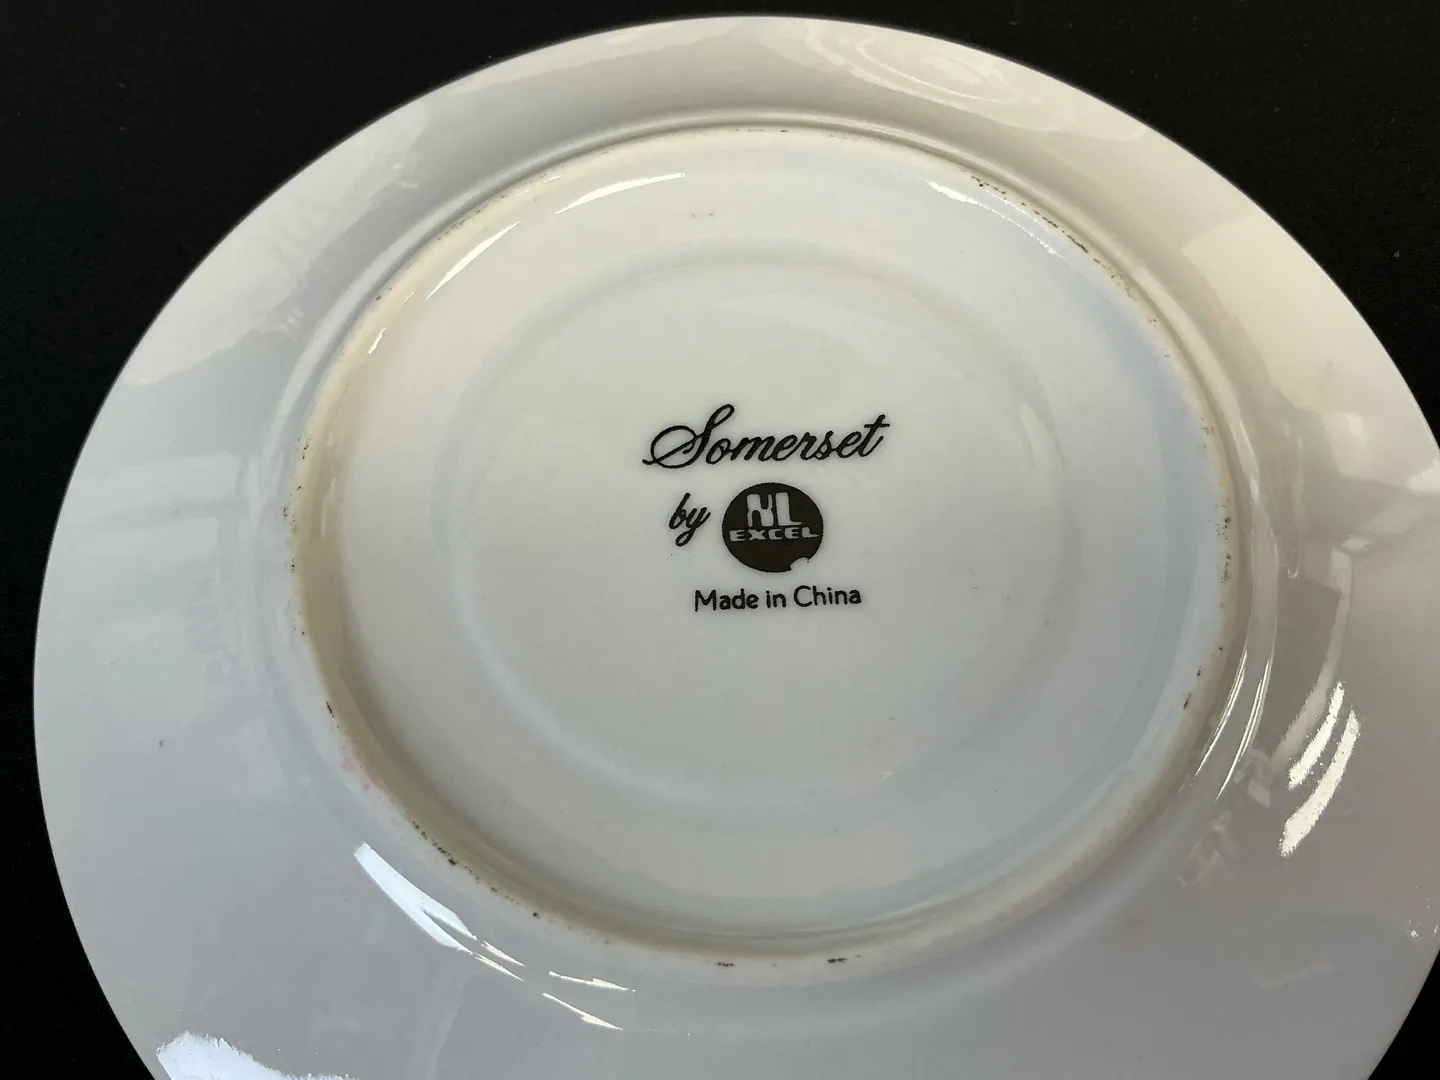 Somerset
by XL
EXCEL
Made in China